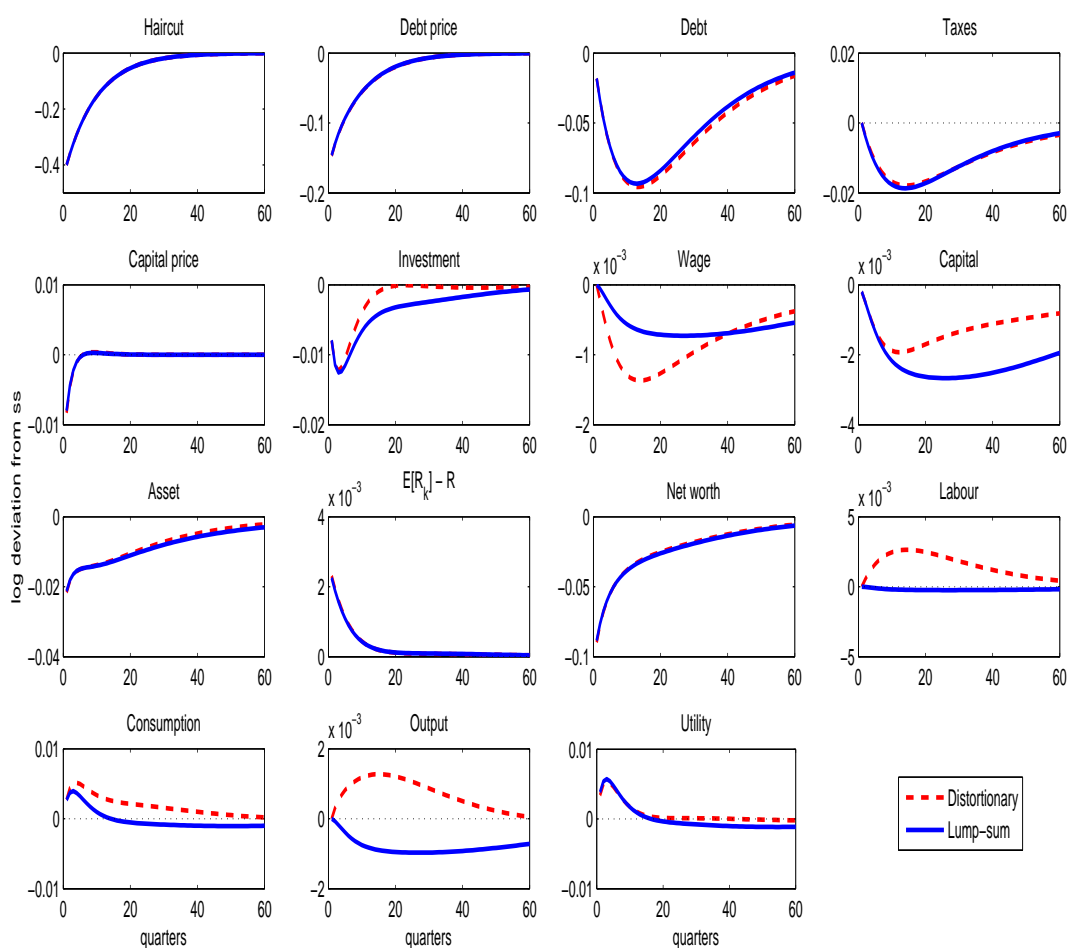 Haircut Debt price Debt Taxes
0 0 0 0.02
−0.2 −0.1 −0.05 0
−0.4 −0.2 −0.1 −0.02
0 20 40 60 0 20 40 60 0 20 40 60 0 20 40 60
Capital price Investment Wage Capital
x 10⁻³ x 10⁻³
0.01 0 0 0
0 −0.01 −1 −2
−0.01 −0.02 −2 −4
0 20 40 60 0 20 40 60 0 20 40 60 0 20 40 60
log deviation from ss
Asset E[Rₖ] − R Net worth Labour
x 10⁻³ x 10⁻³
0 4 0 5
−0.02 2 −0.05 0
−0.04 0 −0.1 −5
0 20 40 60 0 20 40 60 0 20 40 60 0 20 40 60
Consumption Output Utility
x 10⁻³
0.01 2 0.01
0 0 0
−0.01 −2 −0.01
0 20 40 60 0 20 40 60 0 20 40 60
quarters quarters quarters
Distortionary
Lump−sum